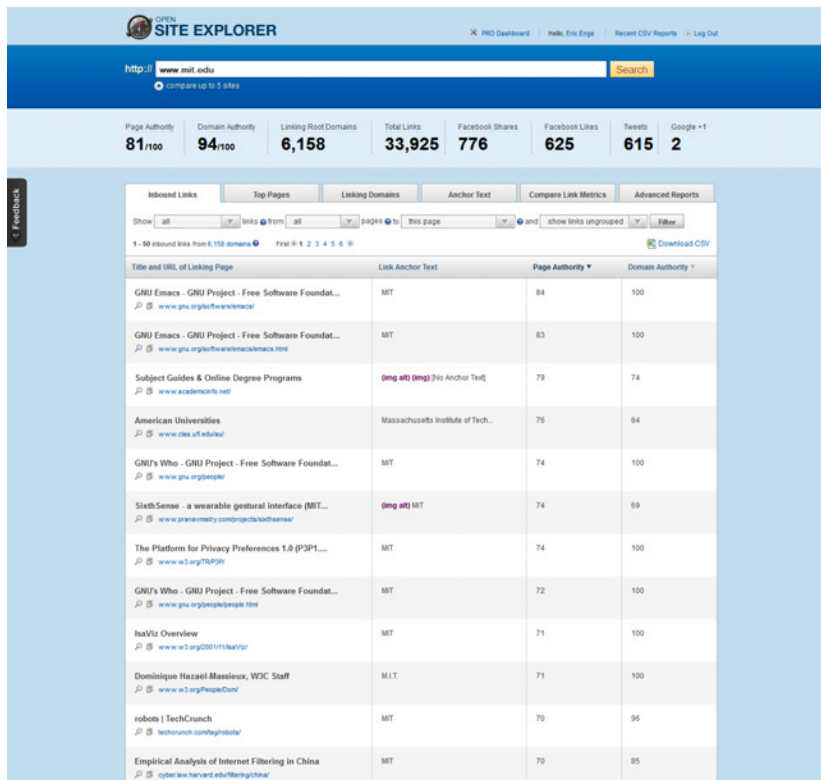 OPEN
SITE EXPLORER
PRO Dashboard Hello, Eric Enge Recent CSV Reports Log Out
http:// www.mit.edu Search
compare up to 5 sites
Page Authority Domain Authority Linking Root Domains Total Links Facebook Shares Facebook Likes Tweets Google +1
81/100 94/100 6,158 33,925 776 625 615 2
Feedback
Inbound Links Top Pages Linking Domains Anchor Text Compare Link Metrics Advanced Reports
Show all links from all pages to this page and show links ungrouped Filter
1 - 50 inbound links from 6,158 domains First 1 2 3 4 5 6 Download CSV
Title and URL of Linking Page Link Anchor Text Page Authority Domain Authority
GNU Emacs - GNU Project - Free Software Foundat... MIT 84 100
www.gnu.org/software/emacs/
GNU Emacs - GNU Project - Free Software Foundat... MIT 83 100
www.gnu.org/software/emacs/emacs.html
Subject Guides & Online Degree Programs (img alt) (img) [No Anchor Text] 79 74
www.academicinfo.net/
American Universities Massachusetts Institute of Tech... 76 84
www.clas.ufl.edu/au/
GNU's Who - GNU Project - Free Software Foundat... MIT 74 100
www.gnu.org/people/
SixthSense - a wearable gestural interface (MIT... (img alt) MIT 74 69
www.pranavmistry.com/projects/sixthsense/
The Platform for Privacy Preferences 1.0 (P3P1.... MIT 74 100
www.w3.org/TR/P3P/
GNU's Who - GNU Project - Free Software Foundat... MIT 72 100
www.gnu.org/people/people.html
IsaViz Overview MIT 71 100
www.w3.org/2001/11/IsaViz/
Dominique Hazaël-Massieux, W3C Staff M.I.T. 71 100
www.w3.org/People/Dom/
robots | TechCrunch MIT 70 96
techcrunch.com/tag/robots/
Empirical Analysis of Internet Filtering in China MIT 70 85
cyber.law.harvard.edu/filtering/china/